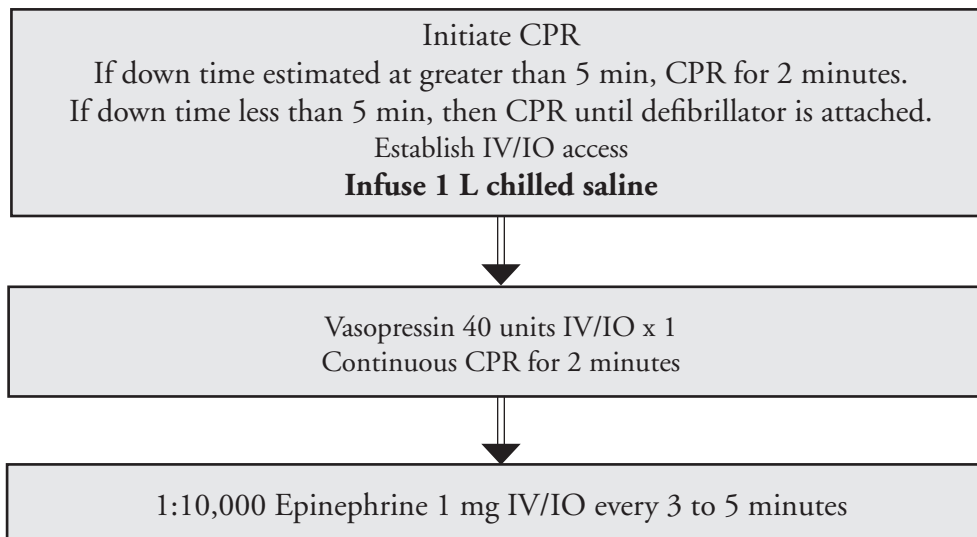 Initiate CPR
If down time estimated at greater than 5 min, CPR for 2 minutes.
If down time less than 5 min, then CPR until defibrillator is attached.
Establish IV/IO access
Infuse 1 L chilled saline
Vasopressin 40 units IV/IO x 1
Continuous CPR for 2 minutes
1:10,000 Epinephrine 1 mg IV/IO every 3 to 5 minutes